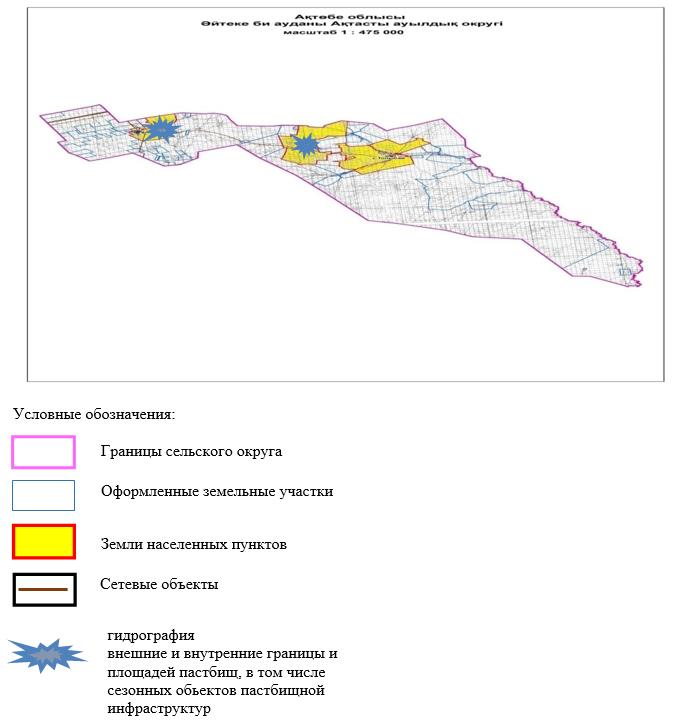 Ақтөбе облысы
Әйтеке би ауданы Ақтасты ауылдық округі
масштаб 1 : 475 000
Условные обозначения:
Границы сельского округа
Оформленные земельные участки
Земли населенных пунктов
Сетевые объекты
гидрография
внешние и внутренние границы и
площадей пастбищ, в том числе
сезонных обьектов пастбищной
инфраструктур